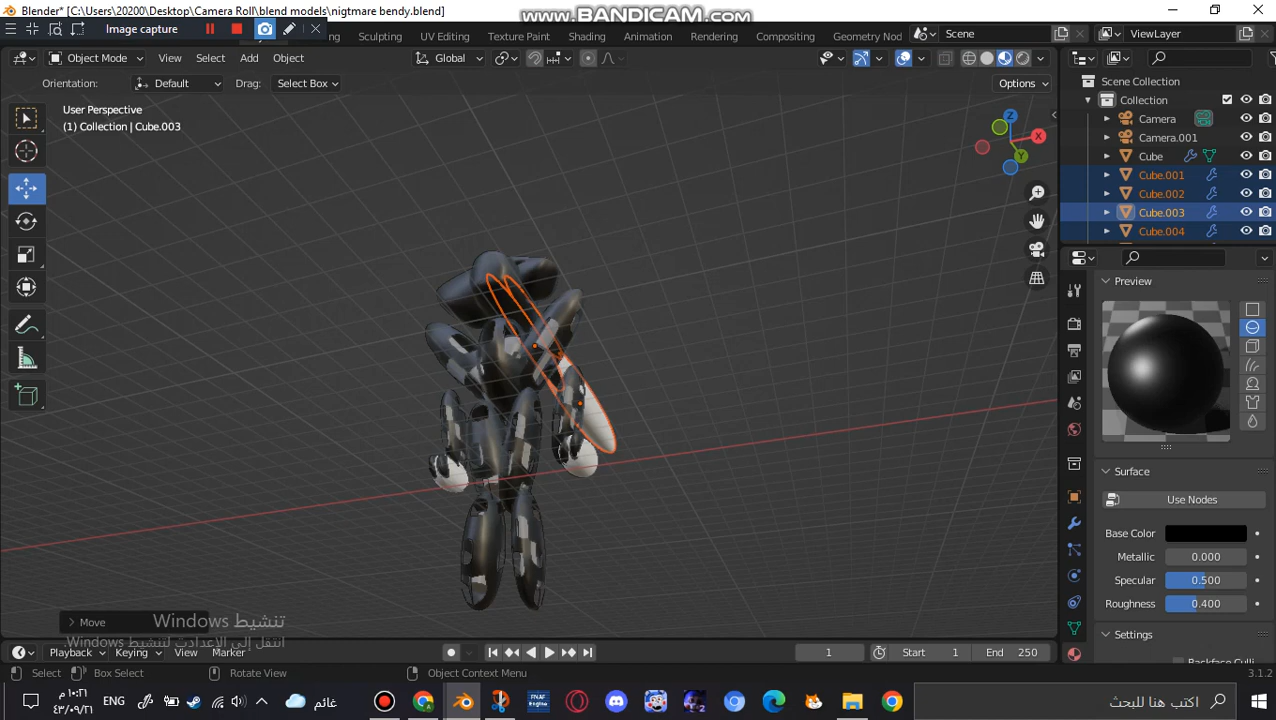 Blender* [C:\Users\20200\Desktop\Camera Roll\blend models\nigtmare bendy.blend]
www.BANDICAM.com
Image capture
Sculpting
UV Editing
Texture Paint
Shading
Animation
Rendering
Compositing
Geometry Nod
Scene
ViewLayer
Object Mode
View
Select
Add
Object
Global
Orientation:
Default
Drag:
Select Box
Options
User Perspective
(1) Collection | Cube.003
Z
X
Y
Scene Collection
Collection
Camera
Camera.001
Cube
Cube.001
Cube.002
Cube.003
Cube.004
Preview
Surface
Use Nodes
Base Color
Metallic
0.000
Specular
0.500
Roughness
0.400
Settings
Move
تنشيط Windows
انتقل إلى الإعدادت لتنشيط Windows.
Playback
Keying
View
Marker
1
Start
1
End
250
Select
Box Select
Rotate View
Object Context Menu
3.1.2
ENG
غائم
اكتب هنا للبحث